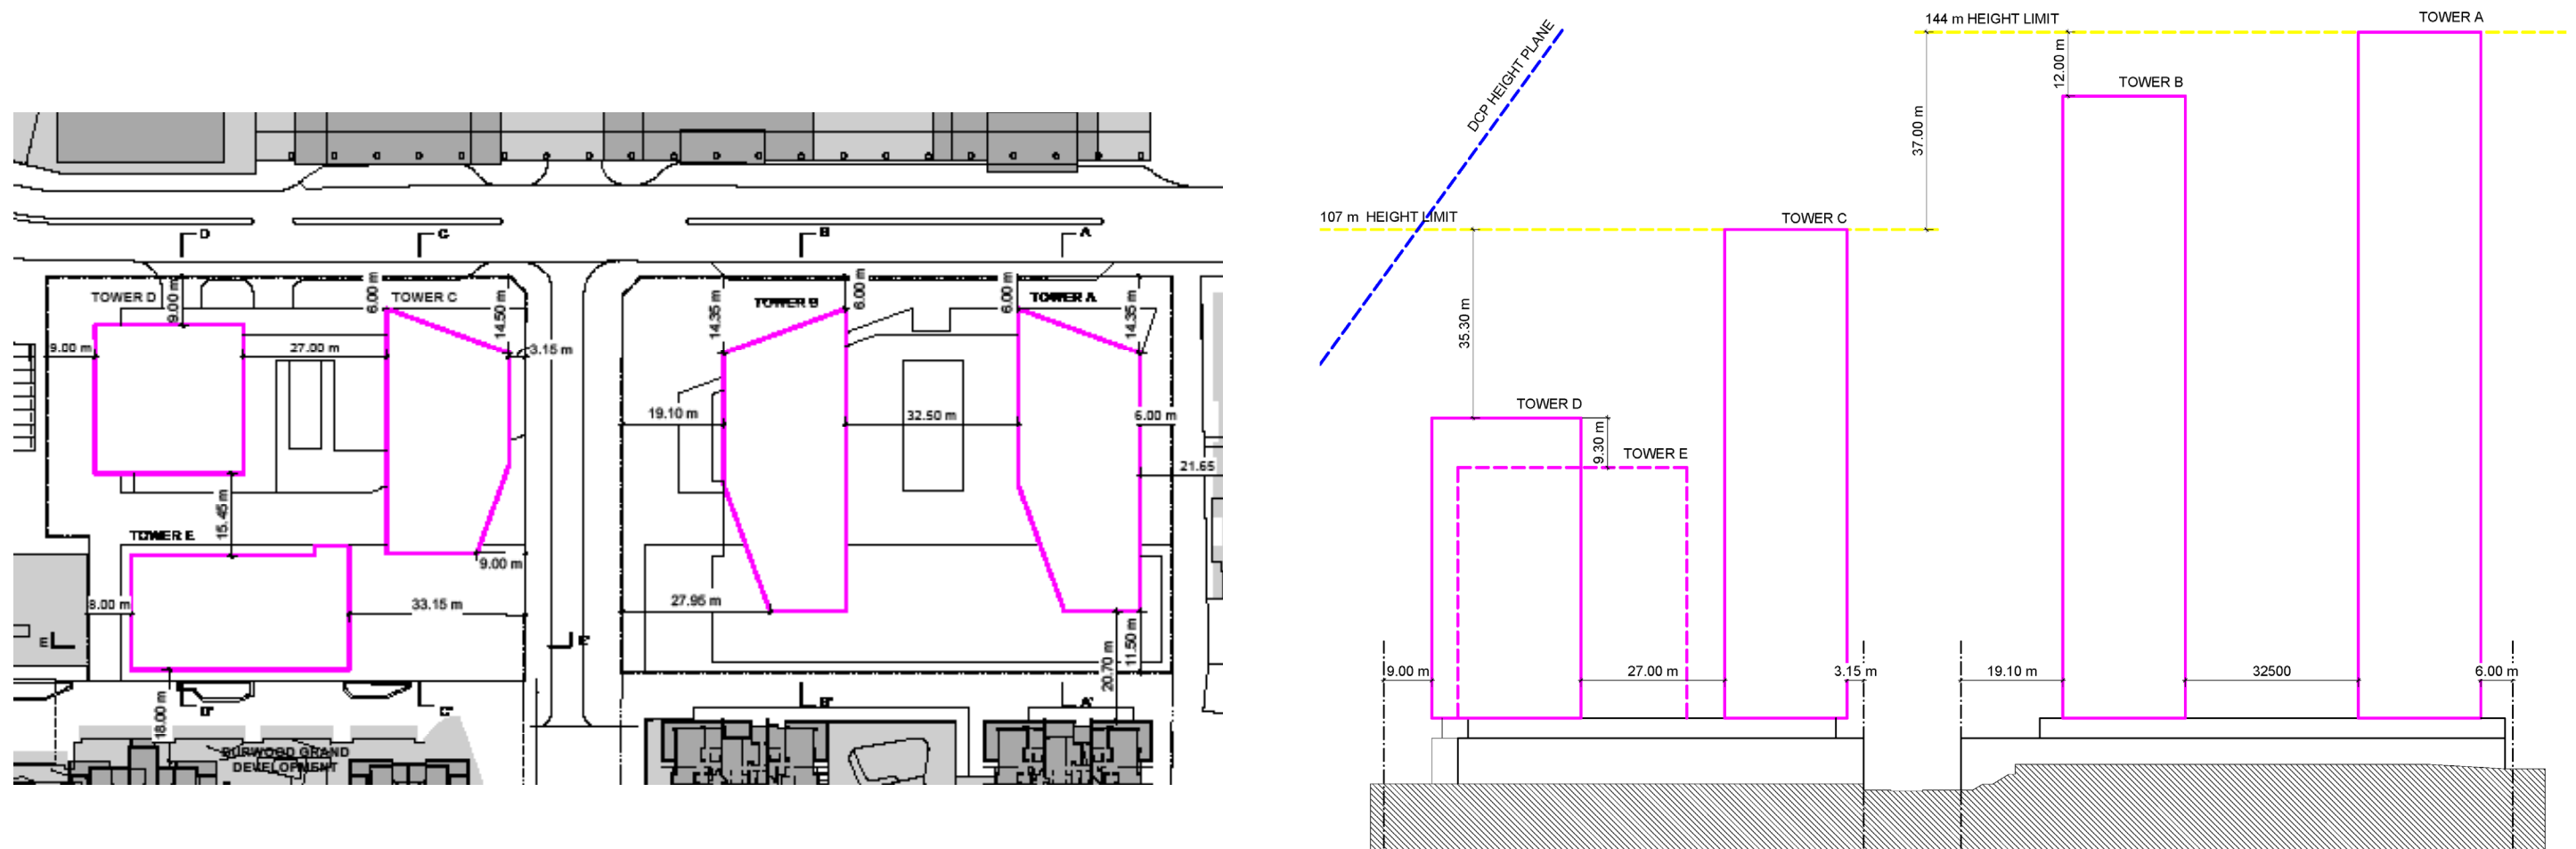 D
C
B
A
TOWER D
9.00 m
6.00 m
TOWER C
14.50 m
14.35 m
TOWER B
6.00 m
6.00 m
TOWER A
14.35 m
9.00 m
27.00 m
3.15 m
19.10 m
32.50 m
6.00 m
21.65
15.45 m
TOWER E
9.00 m
8.00 m
33.15 m
27.95 m
E
E'
20.70 m
11.50 m
18.00 m
D'
C'
B'
A'
BURWOOD GRAND
DEVELOPMENT
144 m HEIGHT LIMIT
TOWER A
DCP HEIGHT PLANE
12.00 m
TOWER B
37.00 m
107 m HEIGHT LIMIT
TOWER C
35.30 m
TOWER D
9.30 m
TOWER E
9.00 m
27.00 m
3.15 m
19.10 m
32500
6.00 m